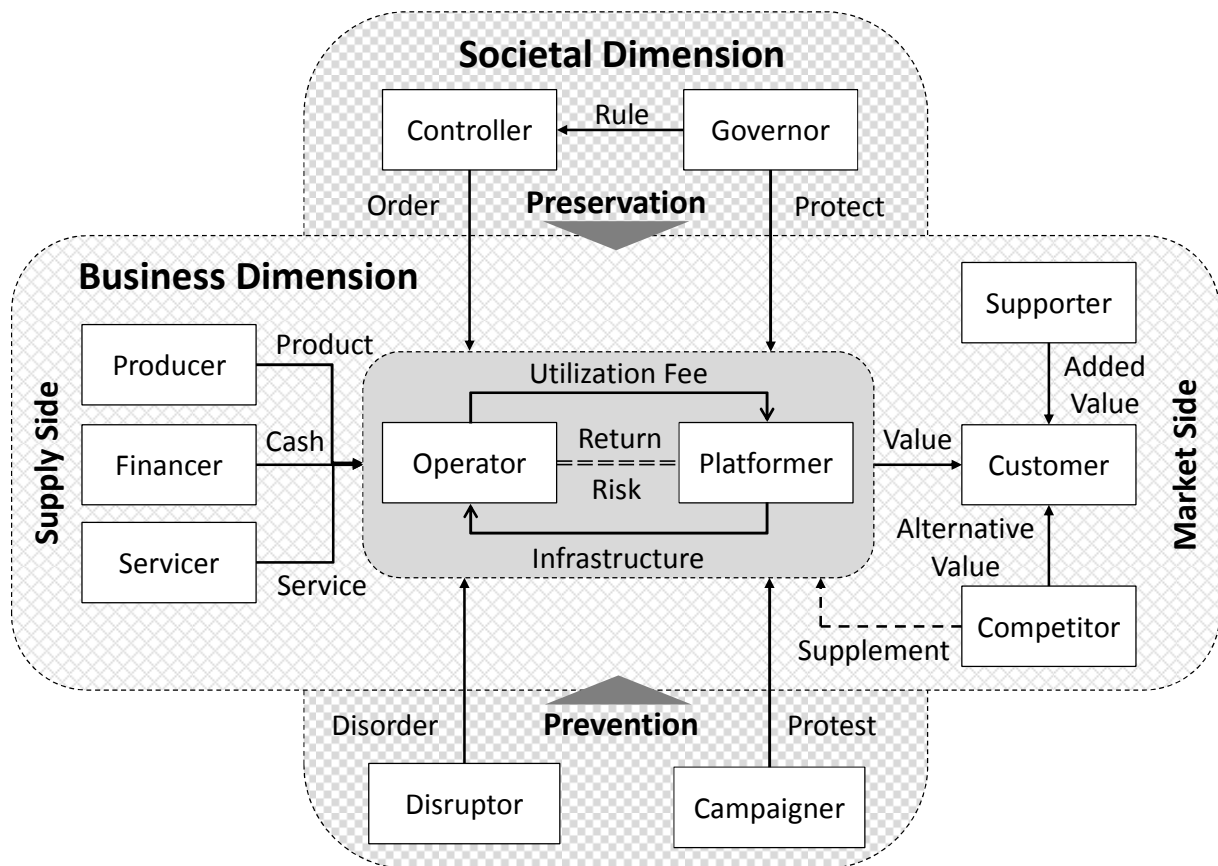 Societal Dimension
Controller
Rule
Governor
Order
Preservation
Protect
Business Dimension
Supply Side
Producer
Product
Financer
Cash
Servicer
Service
Utilization Fee
Operator
Return
Risk
Platformer
Infrastructure
Value
Supporter
Added
Value
Customer
Alternative
Value
Competitor
Supplement
Market Side
Disorder
Prevention
Protest
Disruptor
Campaigner